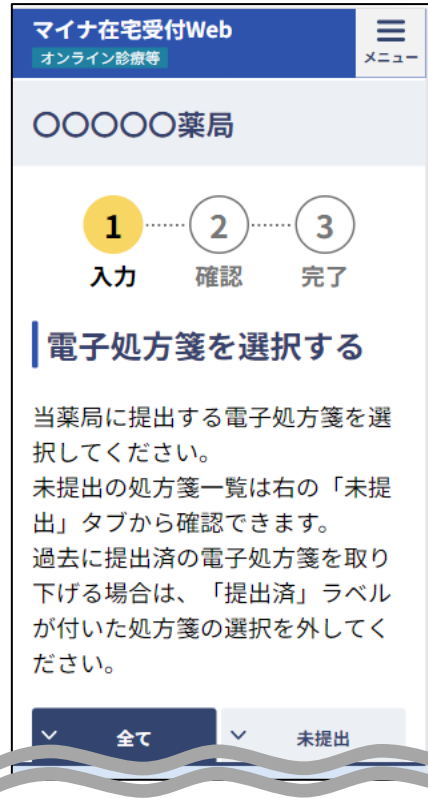 マイナ在宅受付Web
オンライン診療等
メニュー
〇〇〇〇〇薬局
1
2
3
入力
確認
完了
電子処方箋を選択する
当薬局に提出する電子処方箋を選
択してください。
未提出の処方箋一覧は右の「未提
出」タブから確認できます。
過去に提出済の電子処方箋を取り
下げる場合は、「提出済」ラベル
が付いた処方箋の選択を外してく
ださい。
全て
未提出